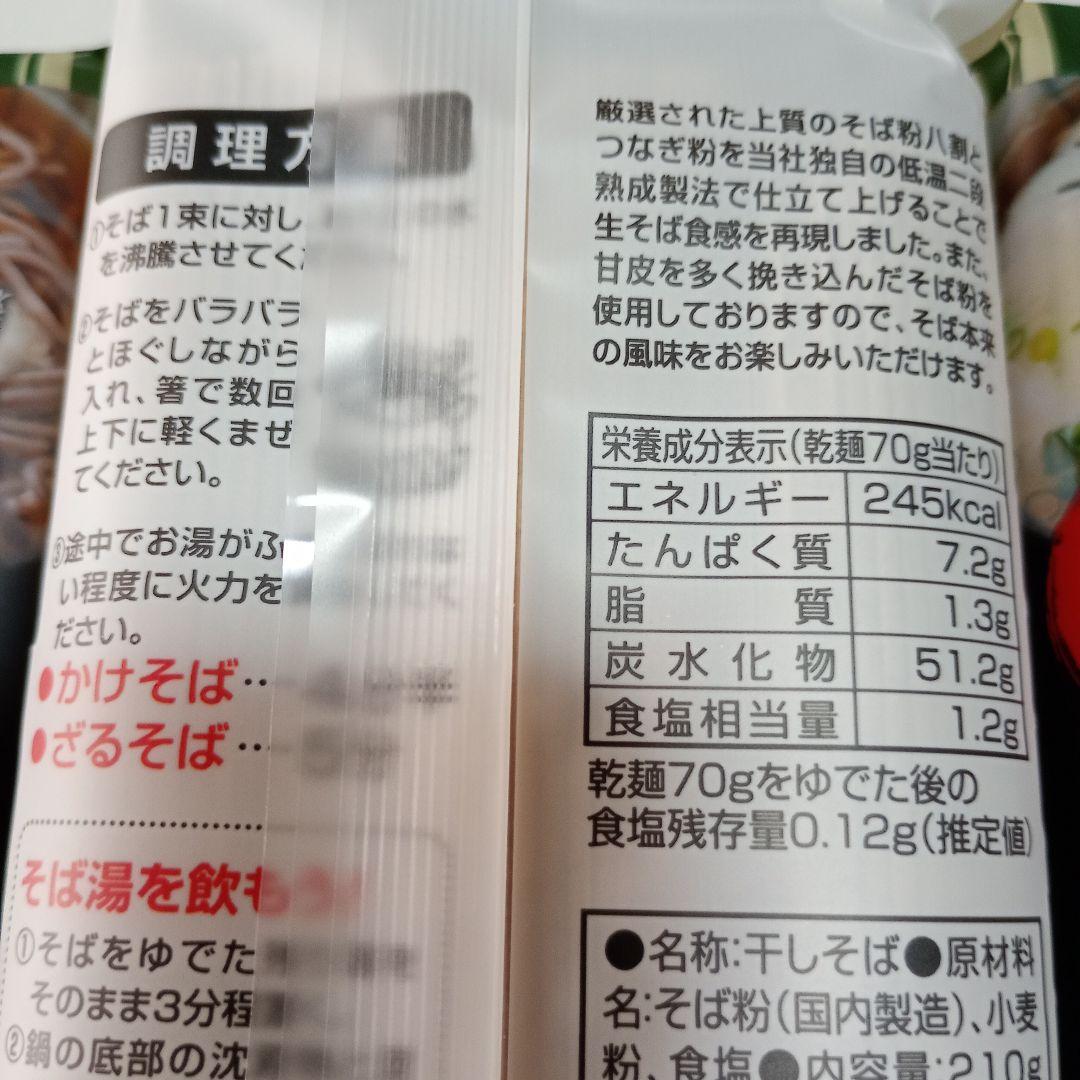 調理方
①そば1束に対し
を沸騰させてくだ
②そばをバラバラ
とほぐしながら
入れ、箸で数回
上下に軽くまぜ
てください。
③途中でお湯がふ
い程度に火力を
ださい。
●かけそば‥
●ざるそば…
そば湯を飲もう
①そばをゆでた
そのまま3分程
②鍋の底部の沈
厳選された上質のそば粉八割と
つなぎ粉を当社独自の低温二段
熟成製法で仕立て上げることで
生そば食感を再現しました。また、
甘皮を多く挽き込んだそば粉を
使用しておりますので、そば本来
の風味をお楽しみいただけます。
栄養成分表示(乾麺70g当たり)
エネルギー 245kcal
たんぱく質 7.2g
脂質 1.3g
炭水化物 51.2g
食塩相当量 1.2g
乾麺70gをゆでた後の
食塩残存量0.12g(推定値)
●名称:干しそば●原材料
名:そば粉(国内製造)、小麦
粉、食塩●内容量:210g